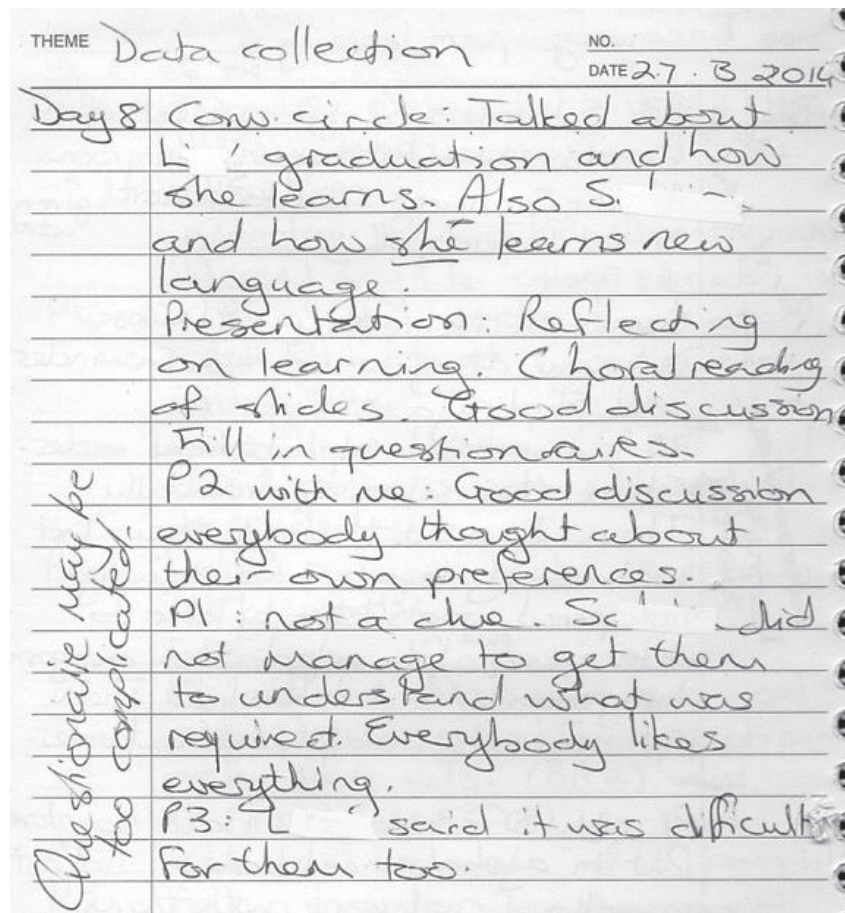 THEME Data collection
NO.
DATE 27.3 2014
Day 8 Conv. circle. Talked about
L graduation and how
she learns. Also S.
and how she learns new
language
Presentation Reflecting
on learning Choral reading
of slides. Good discussion
Fill in questionaires.
P2 with me: Good discussion
everybody thought about
their own preferences.
P1 not a clue. Sc did
not manage to get them
to understand what was
required. Everybody likes
everything.
P3: L said it was difficult
for them too.
Questionaire maybe
too complicated!